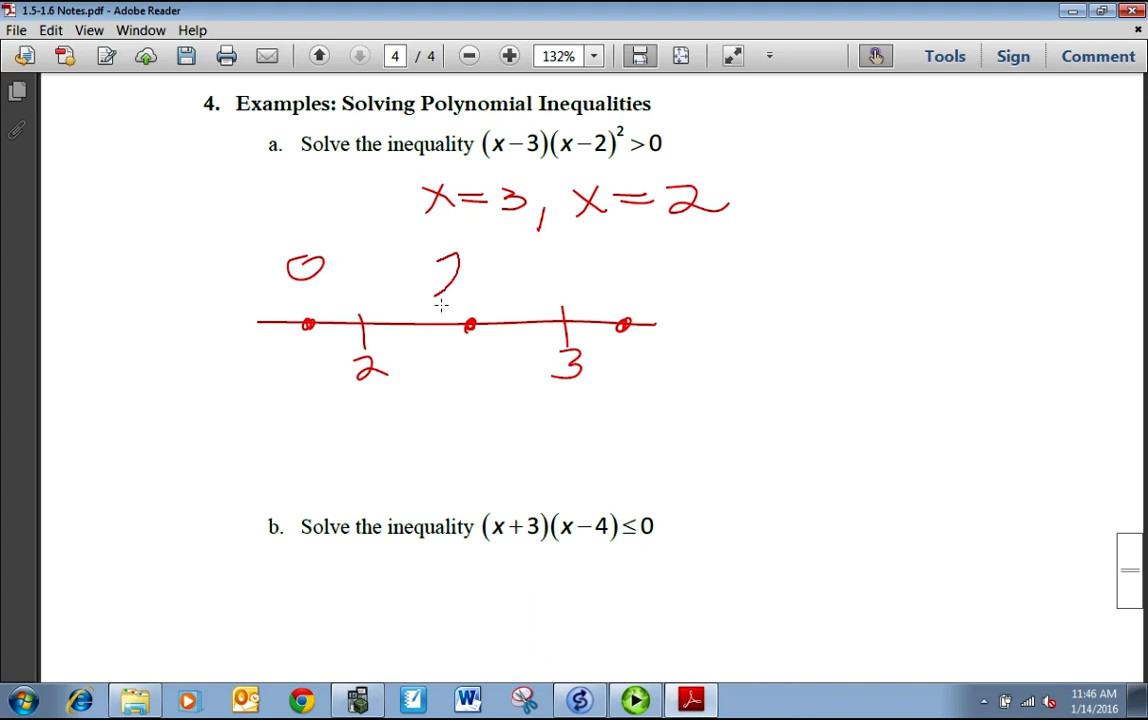 1.5-1.6 Notes.pdf - Adobe Reader
File Edit View Window Help
4 / 4 132% Tools Sign Comment
4. Examples: Solving Polynomial Inequalities
a. Solve the inequality (x−3)(x−2)²>0
x=3, x=2
0
2 3
b. Solve the inequality (x+3)(x−4)≤0
11:46 AM
1/14/2016